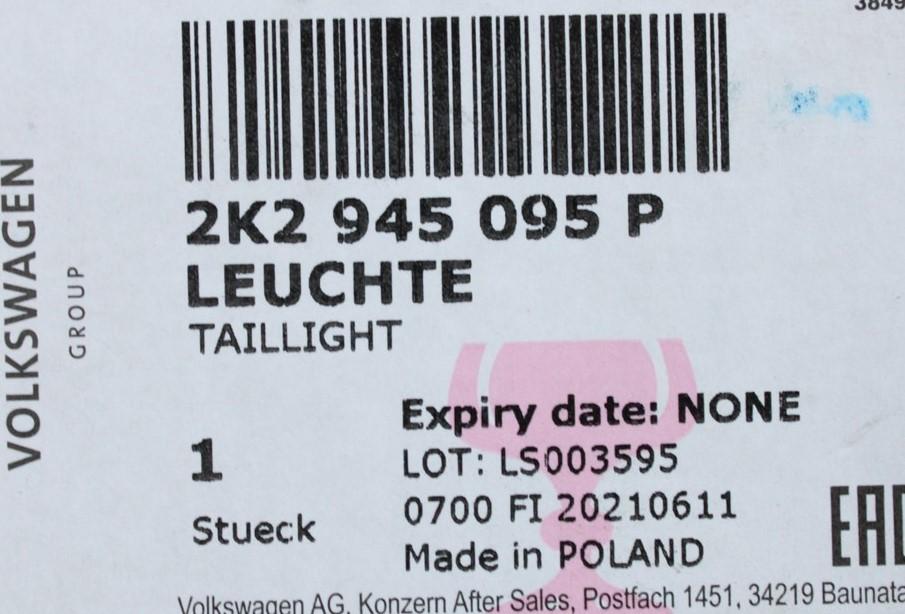 3849
2K2 945 095 P
LEUCHTE
TAILLIGHT
Expiry date: NONE
1
LOT: LS003595
0700 FI 20210611
Stueck
Made in POLAND
EAC
Volkswagen AG, Konzern After Sales, Postfach 1451, 34219 Baunata
VOLKSWAGEN
GROUP